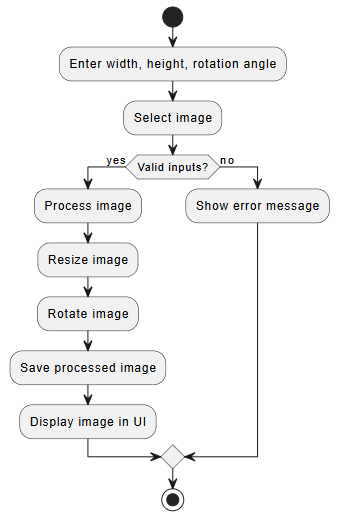 Enter width, height, rotation angle
Select image
yes
Valid inputs?
no
Process image
Show error message
Resize image
Rotate image
Save processed image
Display image in UI